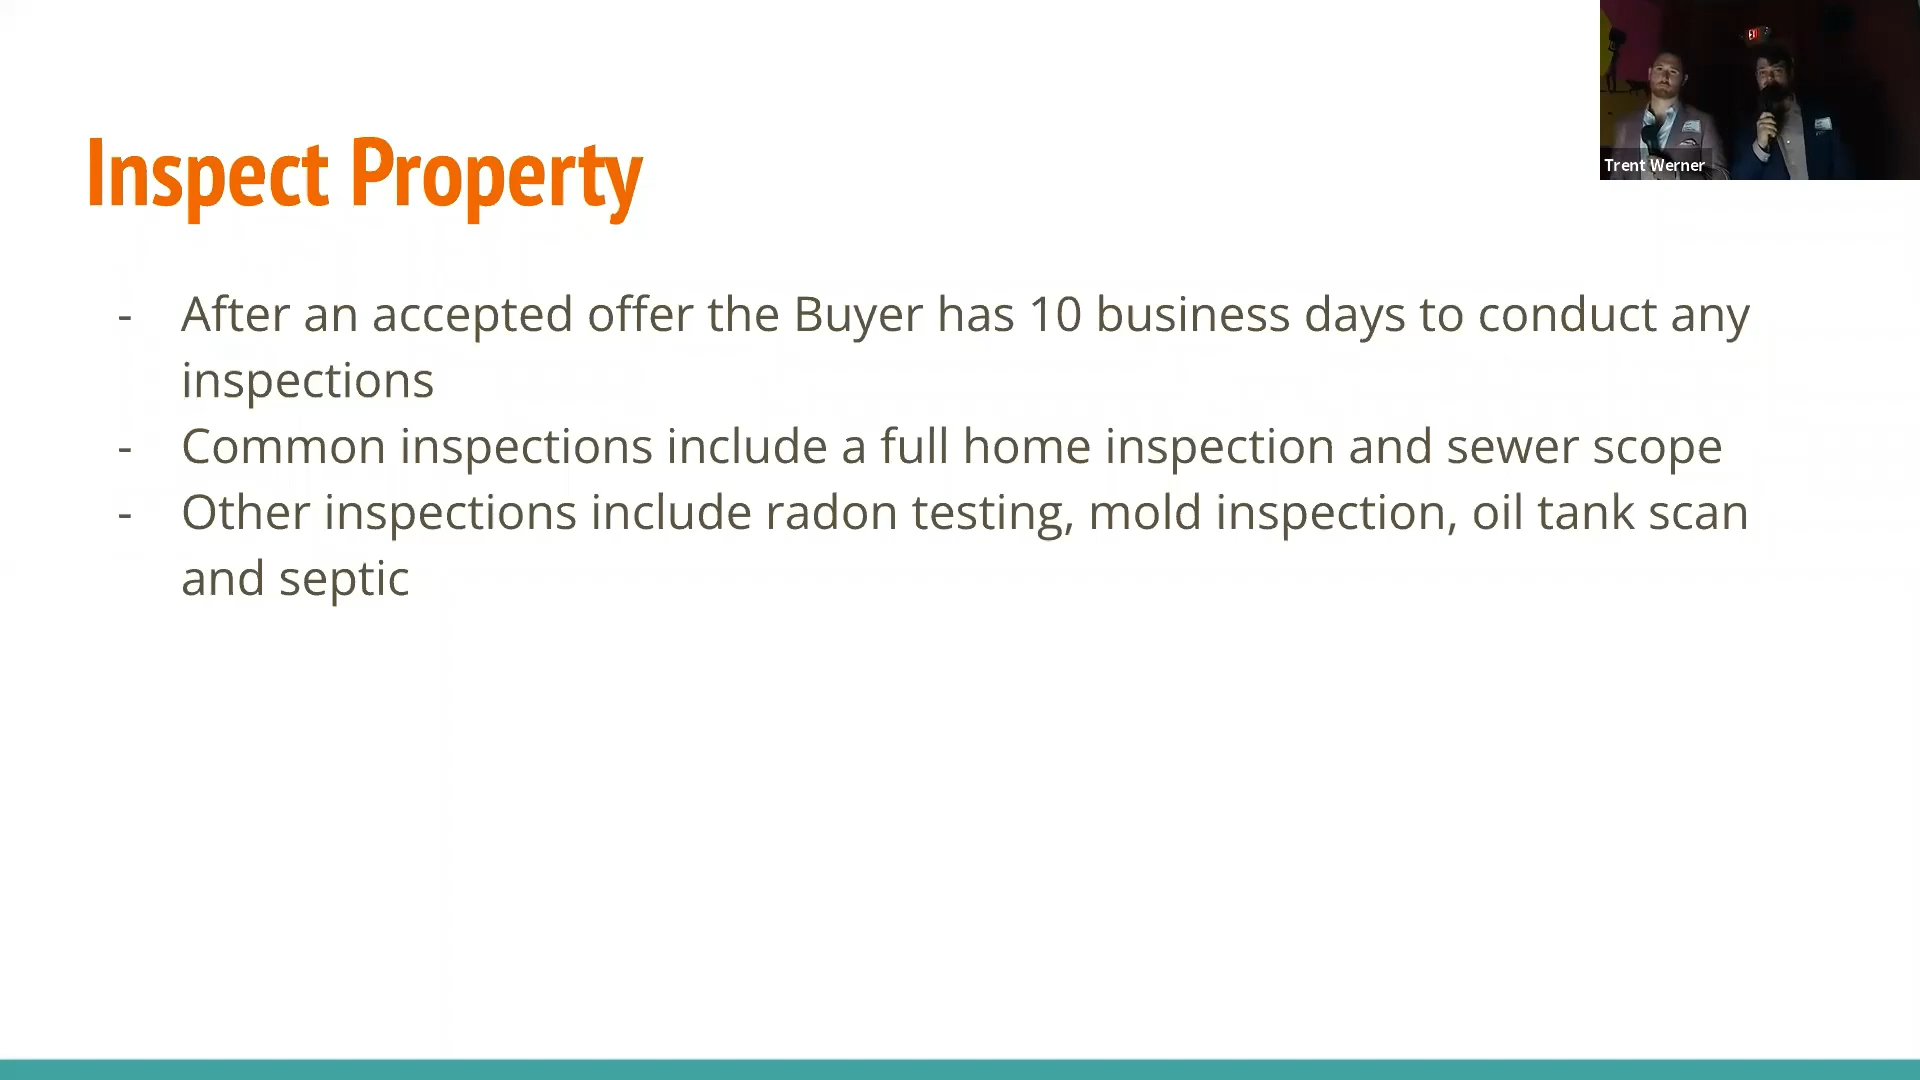 Inspect Property
- After an accepted offer the Buyer has 10 business days to conduct any
inspections
- Common inspections include a full home inspection and sewer scope
- Other inspections include radon testing, mold inspection, oil tank scan
and septic
Trent Werner